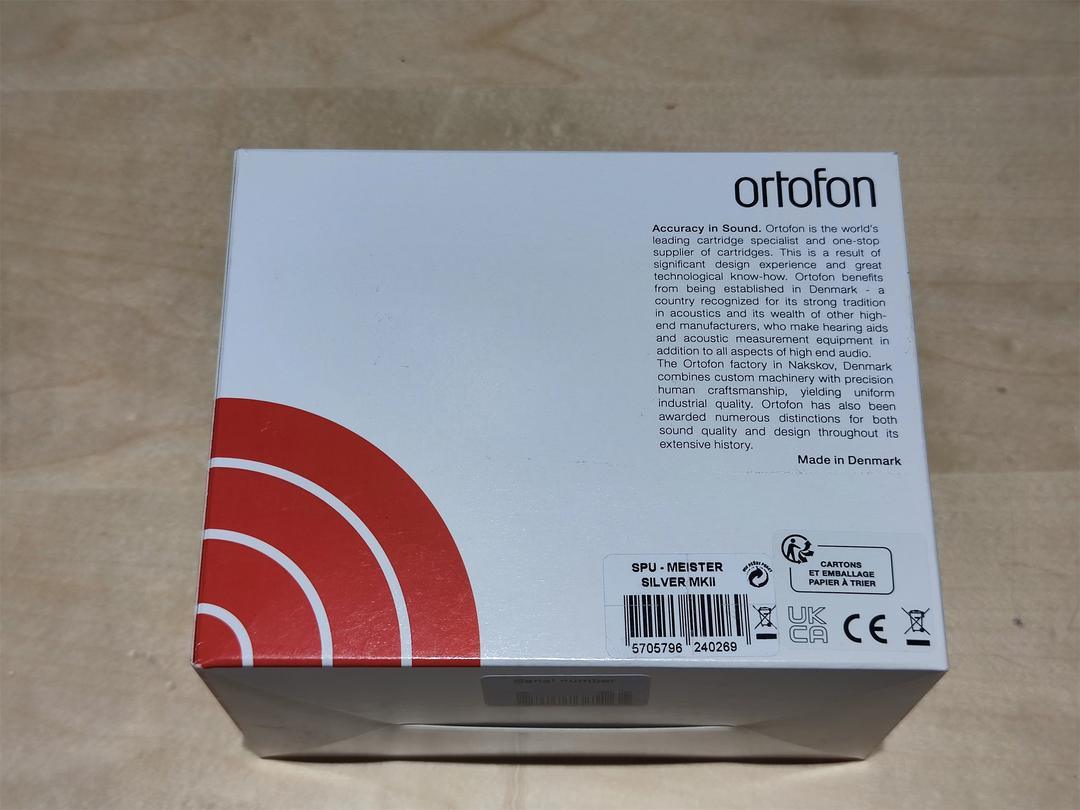 ortofon
Accuracy in Sound. Ortofon is the world's
leading cartridge specialist and one-stop
supplier of cartridges. This is a result of
significant design experience and great
technological know-how. Ortofon benefits
from being established in Denmark - a
country recognized for its strong tradition
in acoustics and its wealth of other high-
end manufacturers, who make hearing aids
and acoustic measurement equipment in
addition to all aspects of high end audio.
The Ortofon factory in Nakskov, Denmark
combines custom machinery with precision
human craftsmanship, yielding uniform
industrial quality. Ortofon has also been
awarded numerous distinctions for both
sound quality and design throughout its
extensive history.
Made in Denmark
CARTONS
ET EMBALLAGE
PAPIER À TRIER
SPU - MEISTER
SILVER MKII
5705796 240269
UK
CA
CE
Serial number